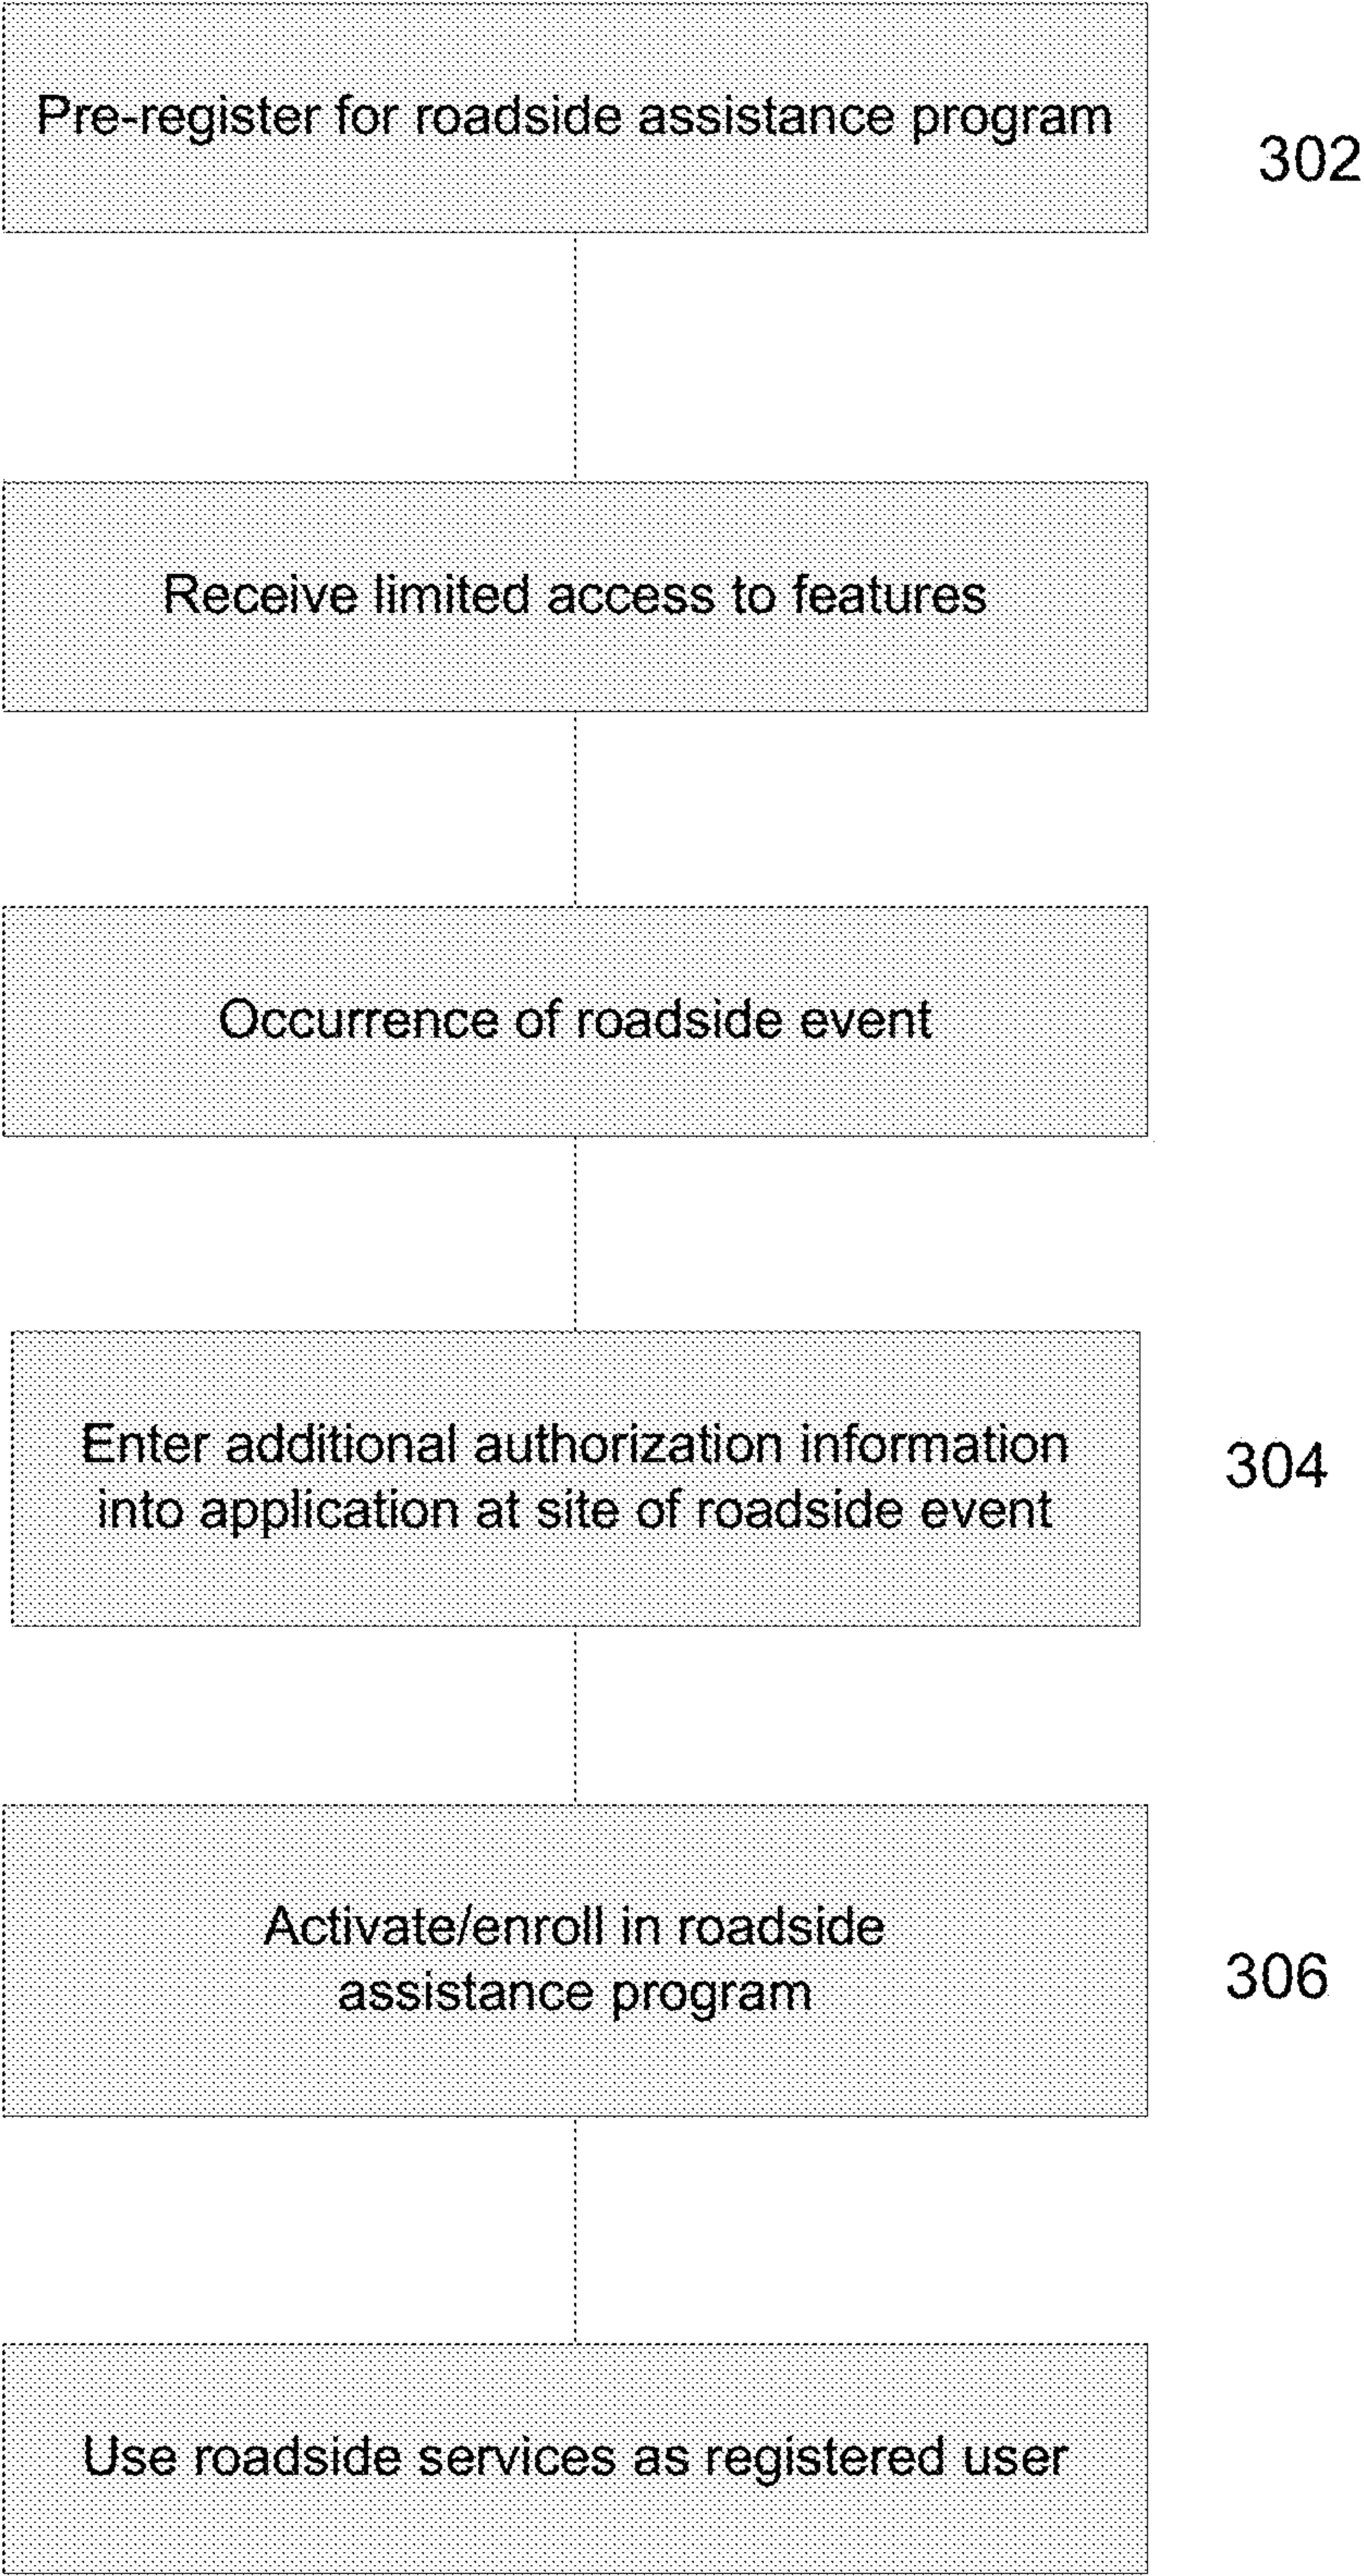 Pre-register for roadside assistance program
302
Receive limited access to features
Occurrence of roadside event
Enter additional authorization information
into application at site of roadside event
304
Activate/enroll in roadside
assistance program
306
Use roadside services as registered user